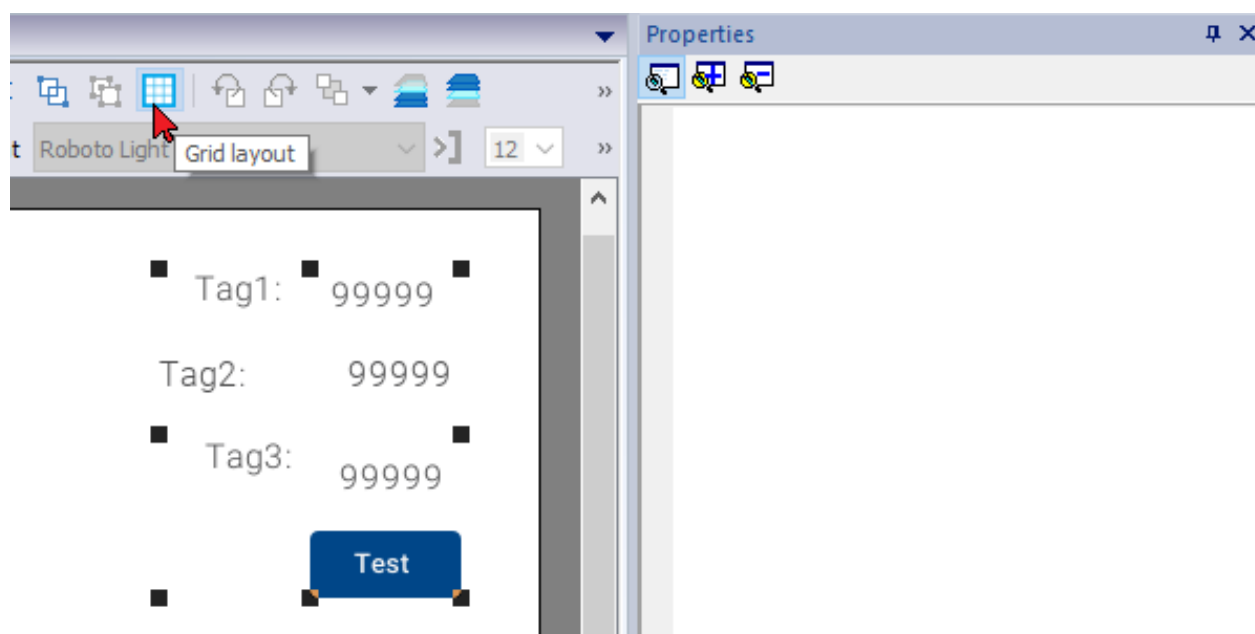 Properties
t Roboto Light 12
Grid layout
Tag1: 99999
Tag2: 99999
Tag3: 99999
Test